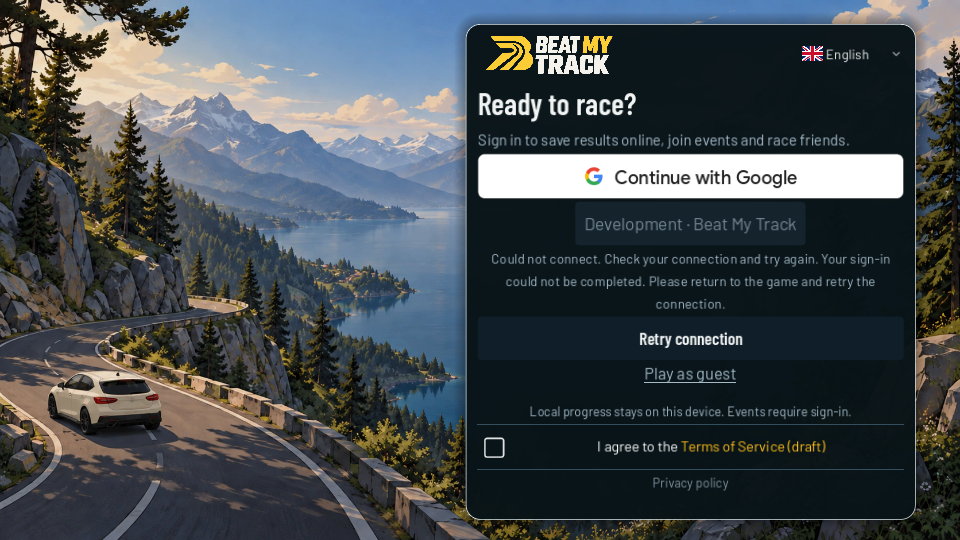 BEAT MY
TRACK
English
Ready to race?
Sign in to save results online, join events and race friends.
Continue with Google
Development · Beat My Track
Could not connect. Check your connection and try again. Your sign-in
could not be completed. Please return to the game and retry the
connection.
Retry connection
Play as guest
Local progress stays on this device. Events require sign-in.
I agree to the Terms of Service (draft)
Privacy policy